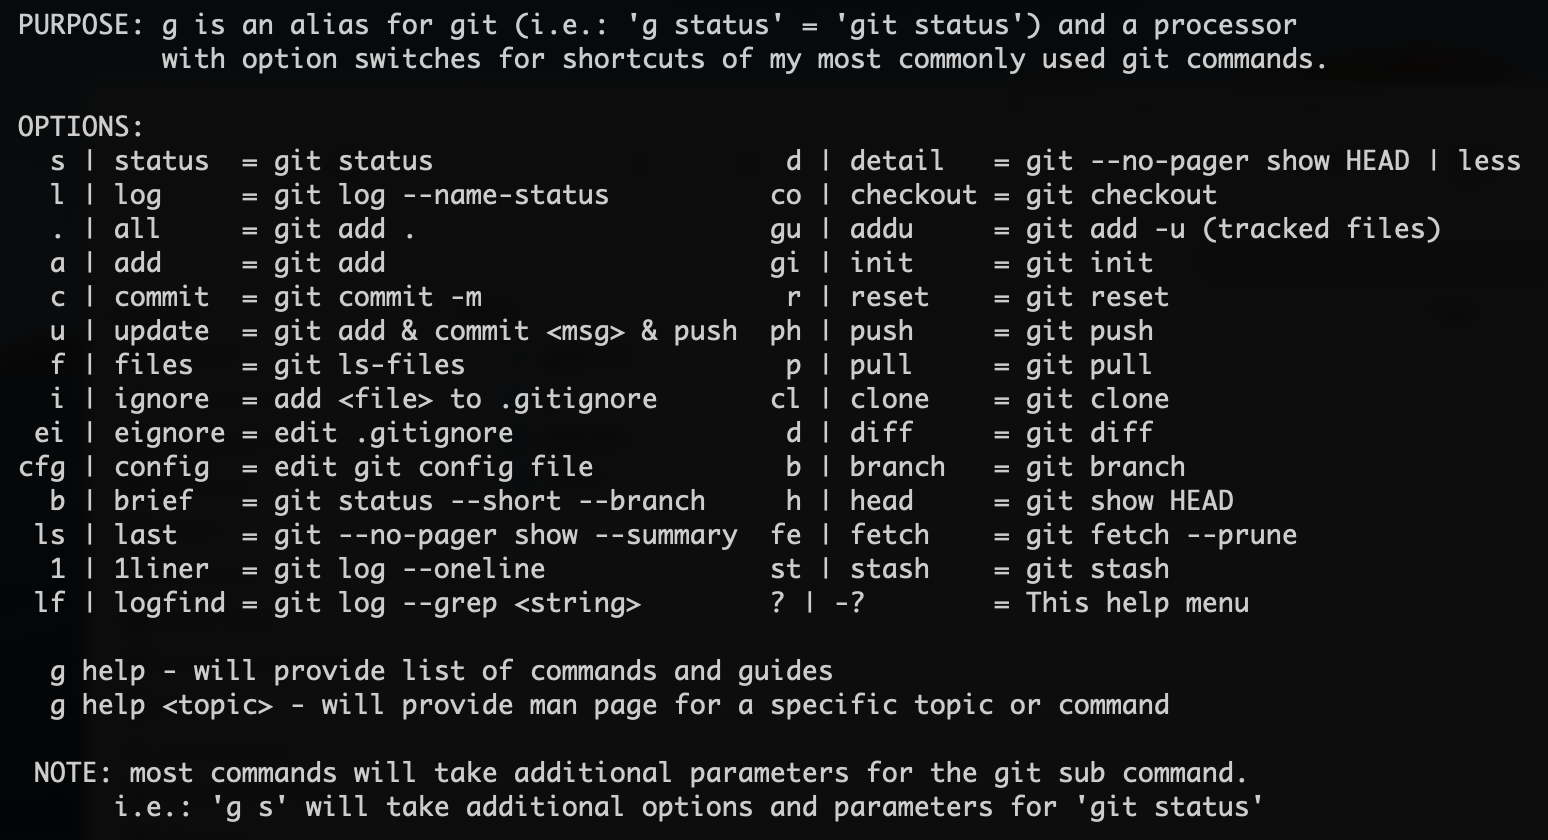 PURPOSE: g is an alias for git (i.e.: 'g status' = 'git status') and a processor
         with option switches for shortcuts of my most commonly used git commands.

OPTIONS:
  s | status  = git status                      d | detail   = git --no-pager show HEAD | less
  l | log     = git log --name-status          co | checkout = git checkout
  . | all     = git add .                      gu | addu     = git add -u (tracked files)
  a | add     = git add                        gi | init     = git init
  c | commit  = git commit -m                   r | reset    = git reset
  u | update  = git add & commit <msg> & push  ph | push     = git push
  f | files   = git ls-files                    p | pull     = git pull
  i | ignore  = add <file> to .gitignore       cl | clone    = git clone
 ei | eignore = edit .gitignore                 d | diff     = git diff
cfg | config  = edit git config file            b | branch   = git branch
  b | brief   = git status --short --branch     h | head     = git show HEAD
 ls | last    = git --no-pager show --summary  fe | fetch    = git fetch --prune
  1 | 1liner  = git log --oneline              st | stash    = git stash
 lf | logfind = git log --grep <string>        ? | -?        = This help menu

  g help - will provide list of commands and guides
  g help <topic> - will provide man page for a specific topic or command

 NOTE: most commands will take additional parameters for the git sub command.
      i.e.: 'g s' will take additional options and parameters for 'git status'